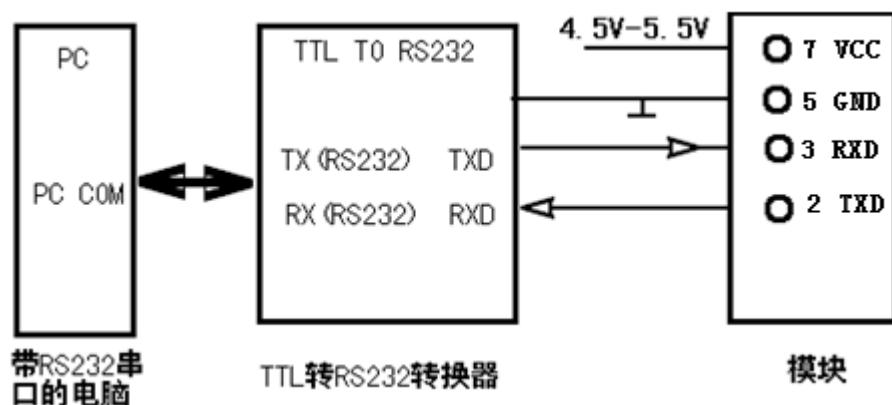 PC
PC COM
带RS232串
口的电脑
TTL TO RS232
TX(RS232) TXD
RX(RS232) RXD
TTL转RS232转换器
4.5V-5.5V
7 VCC
5 GND
3 RXD
2 TXD
模块